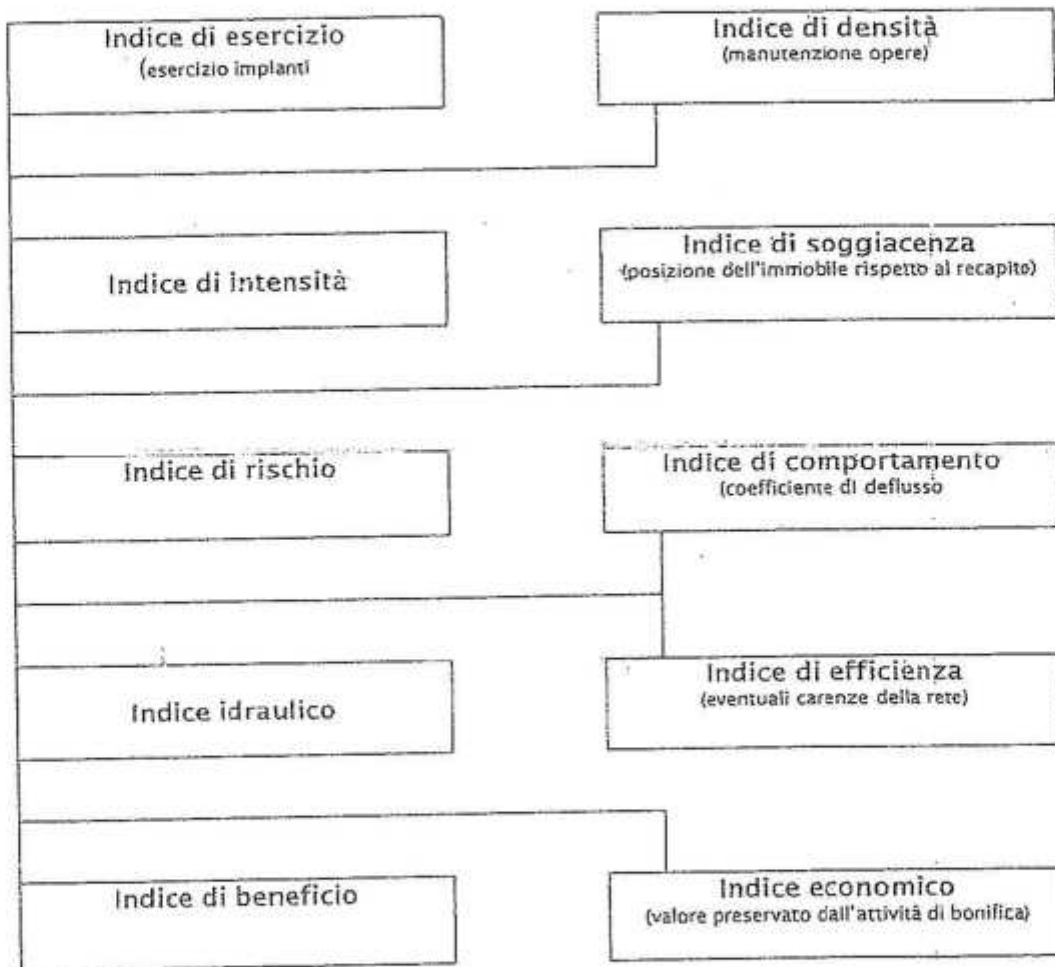 Indice di esercizio
(esercizio impianti
Indice di densità
(manutenzione opere)
Indice di intensità
Indice di soggiacenza
(posizione dell'immobile rispetto al recapito)
Indice di rischio
Indice di comportamento
(coefficiente di deflusso
Indice idraulico
Indice di efficienza
(eventuali carenze della rete)
Indice di beneficio
Indice economico
(valore preservato dall'attività di bonifica)